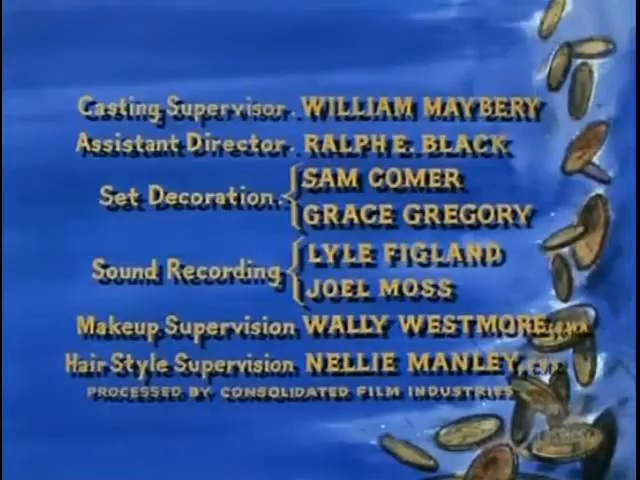 Casting Supervisor. WILLIAM MAYBERY
Assistant Director. RALPH E. BLACK
Set Decoration. { SAM COMER
GRACE GREGORY
Sound Recording { LYLE FIGLAND
JOEL MOSS
Makeup Supervision WALLY WESTMORE
Hair Style Supervision NELLIE MANLEY,
PROCESSED BY CONSOLIDATED FILM INDUSTRIES